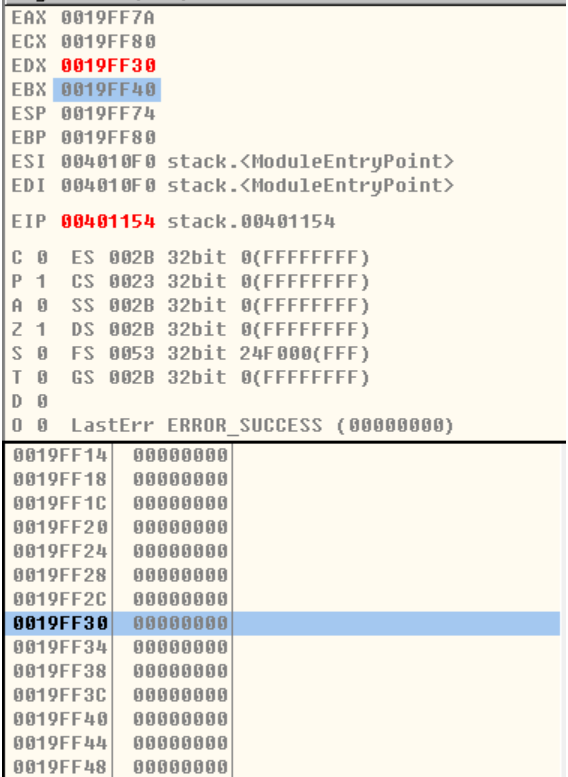 EAX 0019FF7A
ECX 0019FF80
EDX 0019FF30
EBX 0019FF40
ESP 0019FF74
EBP 0019FF80
ESI 004010F0 stack.<ModuleEntryPoint>
EDI 004010F0 stack.<ModuleEntryPoint>
EIP 00401154 stack.00401154
C 0 ES 002B 32bit 0(FFFFFFFF)
P 1 CS 0023 32bit 0(FFFFFFFF)
A 0 SS 002B 32bit 0(FFFFFFFF)
Z 1 DS 002B 32bit 0(FFFFFFFF)
S 0 FS 0053 32bit 24F000(FFF)
T 0 GS 002B 32bit 0(FFFFFFFF)
D 0
O 0 LastErr ERROR_SUCCESS (00000000)
0019FF14 00000000
0019FF18 00000000
0019FF1C 00000000
0019FF20 00000000
0019FF24 00000000
0019FF28 00000000
0019FF2C 00000000
0019FF30 00000000
0019FF34 00000000
0019FF38 00000000
0019FF3C 00000000
0019FF40 00000000
0019FF44 00000000
0019FF48 00000000